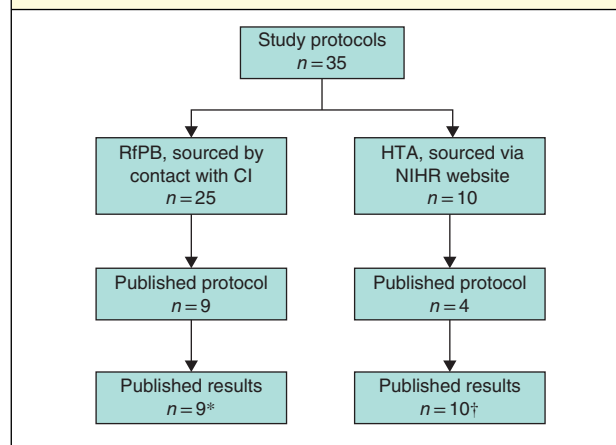 Study protocols
n = 35
RfPB, sourced by
contact with CI
n = 25
HTA, sourced via
NIHR website
n = 10
Published protocol
n = 9
Published protocol
n = 4
Published results
n = 9*
Published results
n = 10†